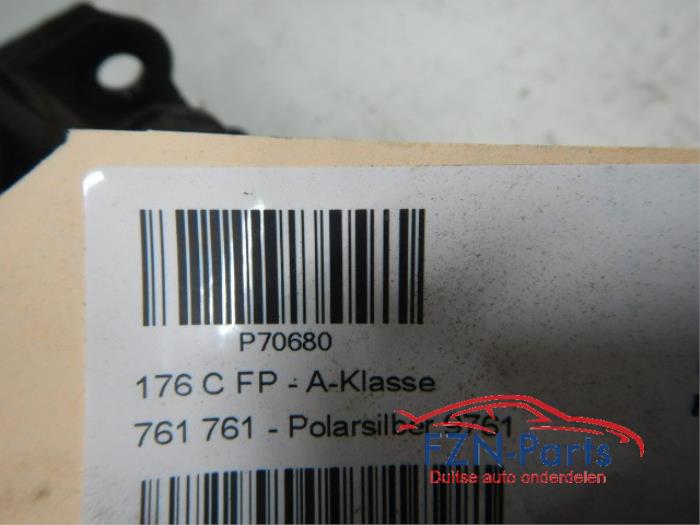 P70680
176 C FP - A-Klasse
761 761 - Polarsilber 9761
FZN-Parts
Duitse auto onderdelen